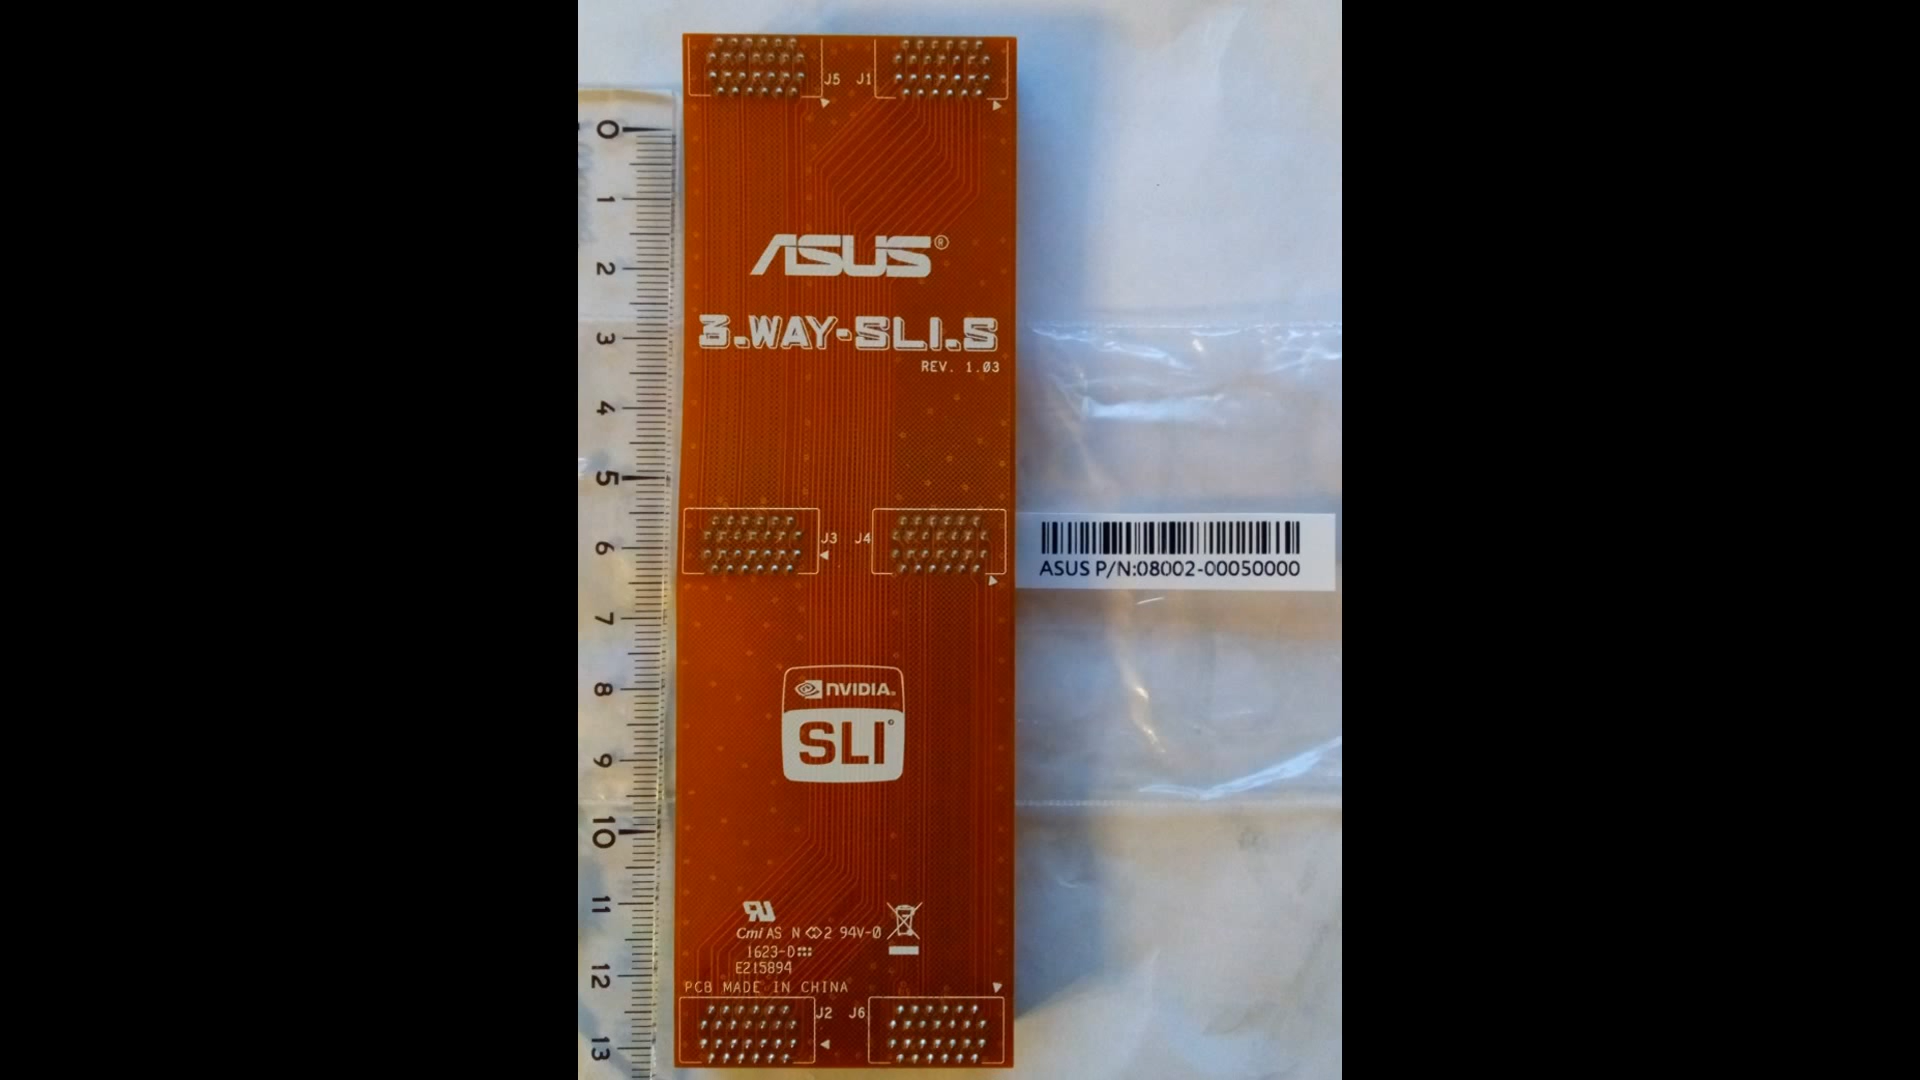 J5 J1
0
1
2
3
4
5
6
7
8
9
10
11
12
13
ASUS®
3.WAY-SLI.S
REV. 1.03
J3 J4
ASUS P/N:08002-00050000
NVIDIA.
SLI
Cmi AS N 2 94V-0
1623-D
E215894
PCB MADE IN CHINA
J2 J6